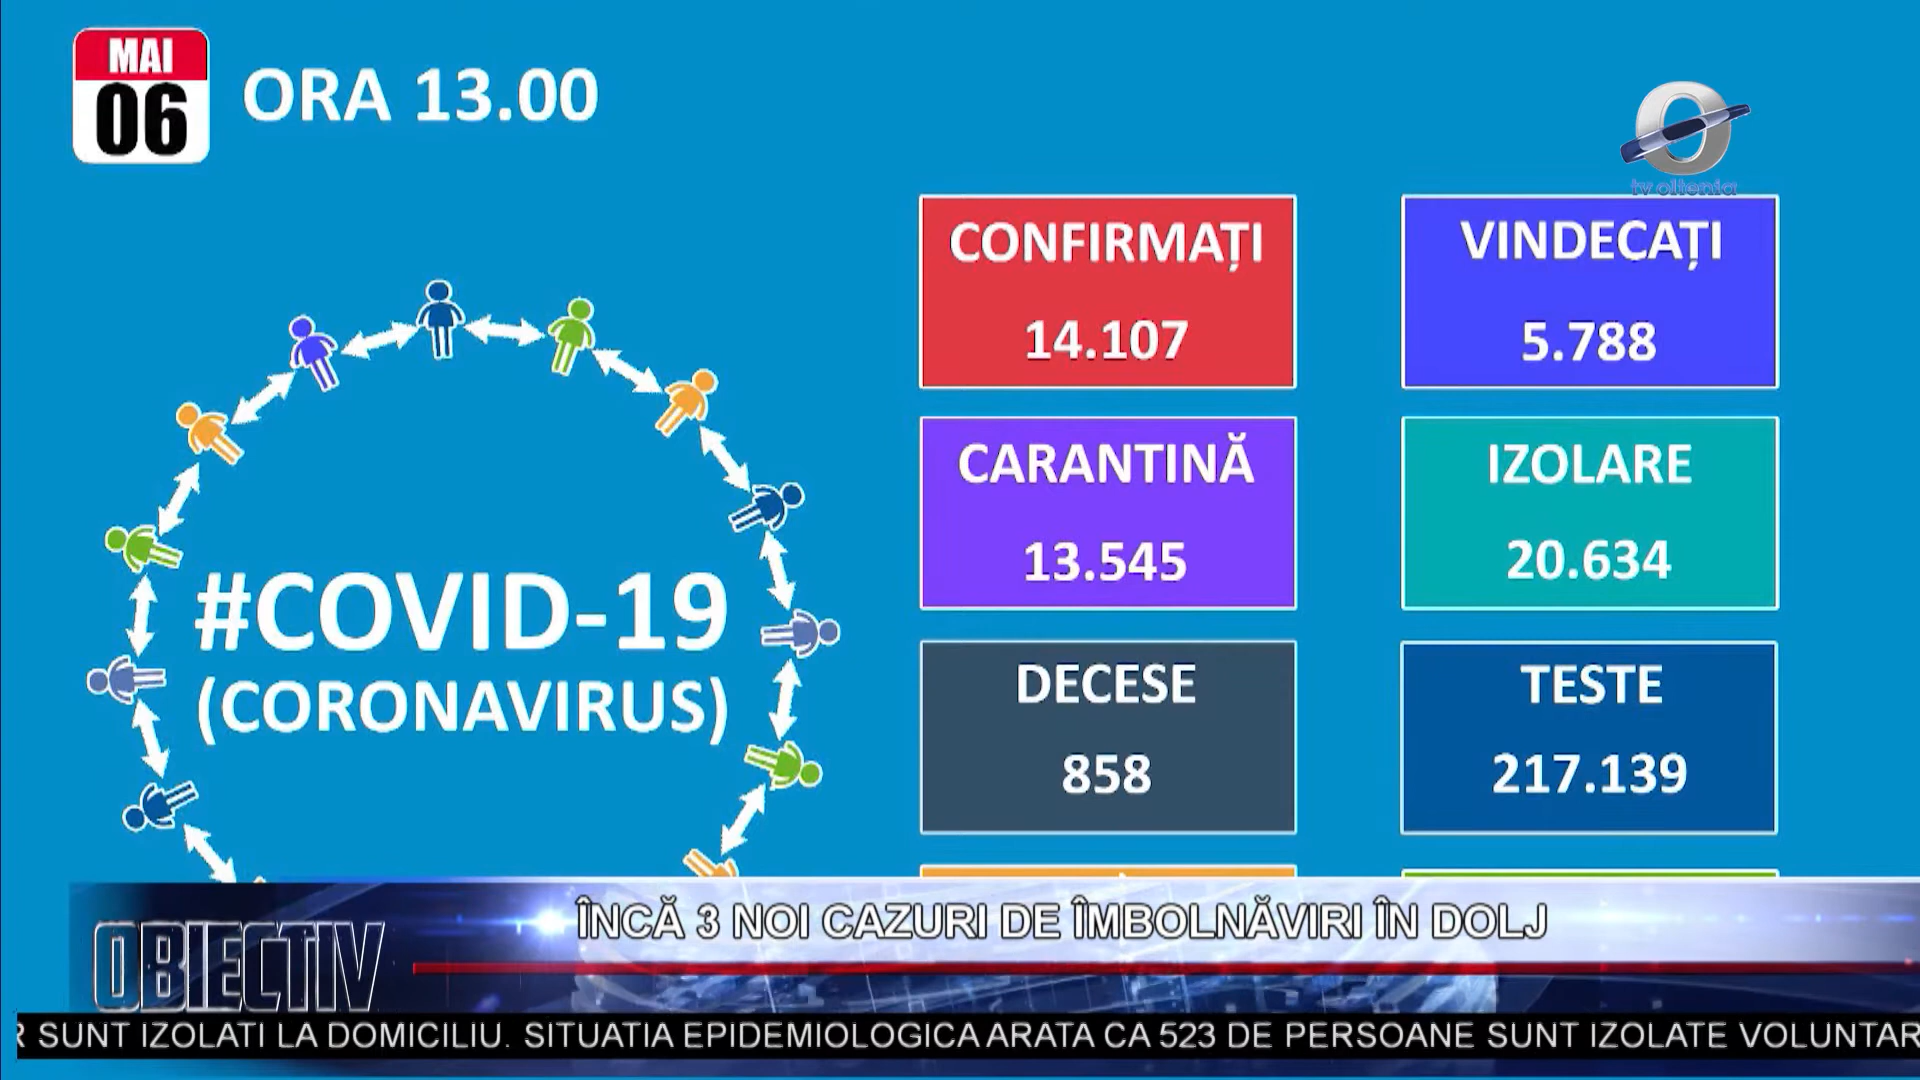 MAI
06
ORA 13.00
tv oltenia
CONFIRMAȚI
14.107
VINDECAȚI
5.788
CARANTINĂ
13.545
IZOLARE
20.634
#COVID-19
(CORONAVIRUS)
DECESE
858
TESTE
217.139
OBIECTIV
ÎNCĂ 3 NOI CAZURI DE ÎMBOLNĂVIRI ÎN DOLJ
R SUNT IZOLATI LA DOMICILIU. SITUATIA EPIDEMIOLOGICA ARATA CA 523 DE PERSOANE SUNT IZOLATE VOLUNTAR